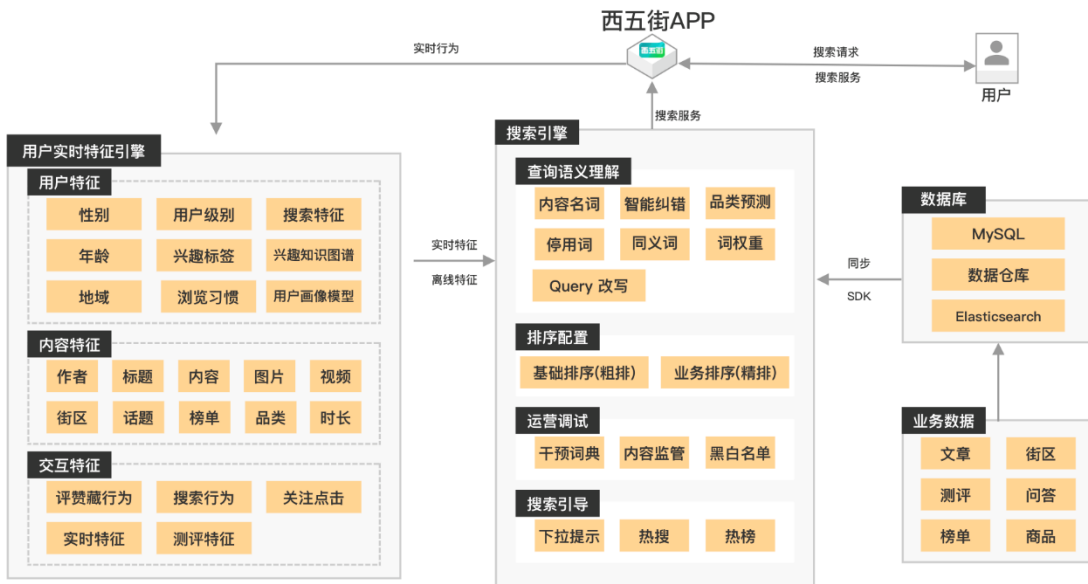 西五街APP
西五街
实时行为
搜索请求
搜索服务
用户
搜索服务
用户实时特征引擎
用户特征
性别 用户级别 搜索特征
年龄 兴趣标签 兴趣知识图谱
地域 浏览习惯 用户画像模型
内容特征
作者 标题 内容 图片 视频
街区 话题 榜单 品类 时长
交互特征
评赞藏行为 搜索行为 关注点击
实时特征 测评特征
实时特征
离线特征
搜索引擎
查询语义理解
内容名词 智能纠错 品类预测
停用词 同义词 词权重
Query 改写
排序配置
基础排序(粗排) 业务排序(精排)
运营调试
干预词典 内容监管 黑白名单
搜索引导
下拉提示 热搜 热榜
同步
SDK
数据库
MySQL
数据仓库
Elasticsearch
业务数据
文章 街区
测评 问答
榜单 商品